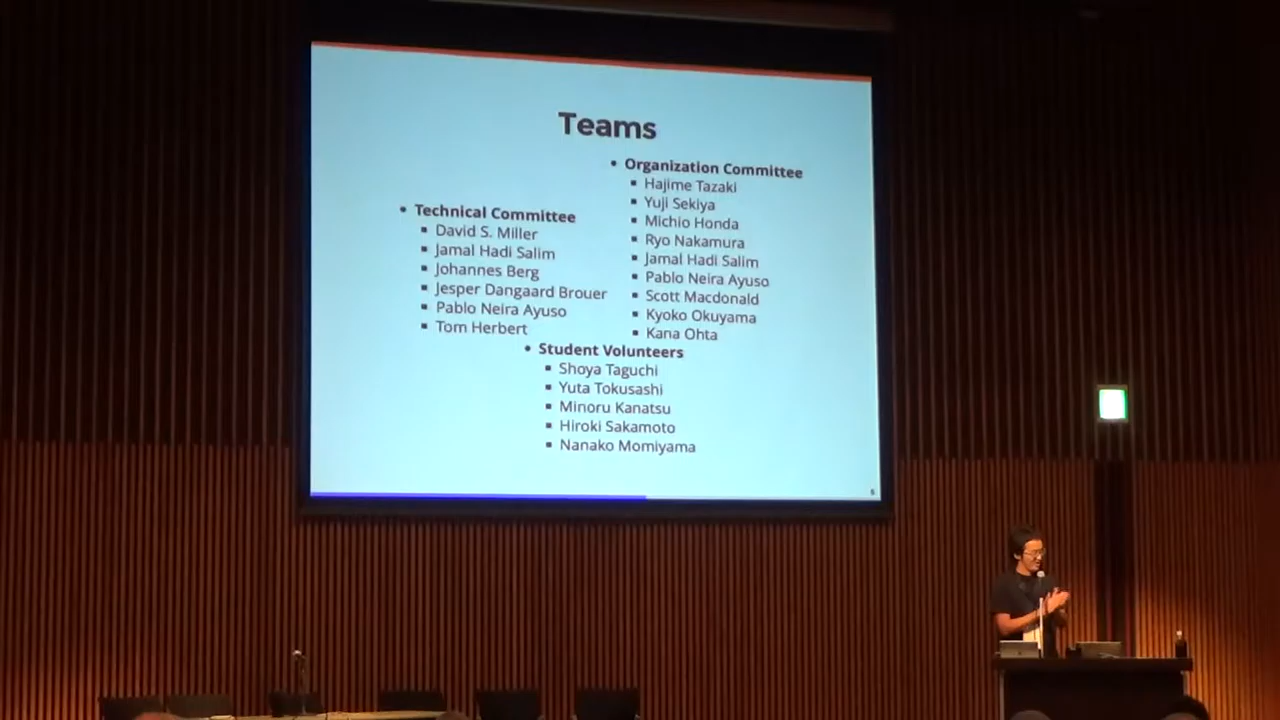 Teams
Technical Committee
David S. Miller
Jamal Hadi Salim
Johannes Berg
Jesper Dangaard Brouer
Pablo Neira Ayuso
Tom Herbert
Organization Committee
Hajime Tazaki
Yuji Sekiya
Michio Honda
Ryo Nakamura
Jamal Hadi Salim
Pablo Neira Ayuso
Scott Macdonald
Kyoko Okuyama
Kana Ohta
Student Volunteers
Shoya Taguchi
Yuta Tokusashi
Minoru Kanatsu
Hiroki Sakamoto
Nanako Momiyama